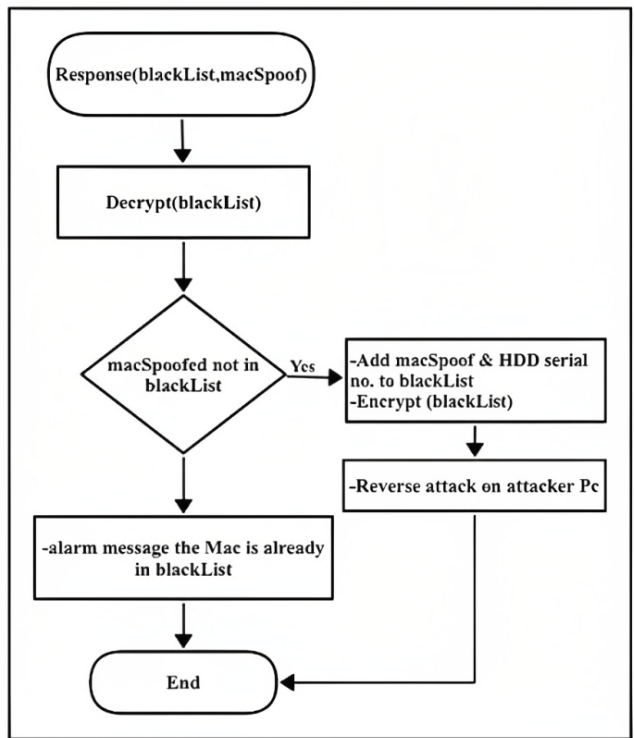 Response(blackList,macSpoof)
Decrypt(blackList)
macSpoofed not in
blackList
Yes
-Add macSpoof & HDD serial
no. to blackList
-Encrypt (blackList)
-Reverse attack on attacker Pc
-alarm message the Mac is already
in blackList
End